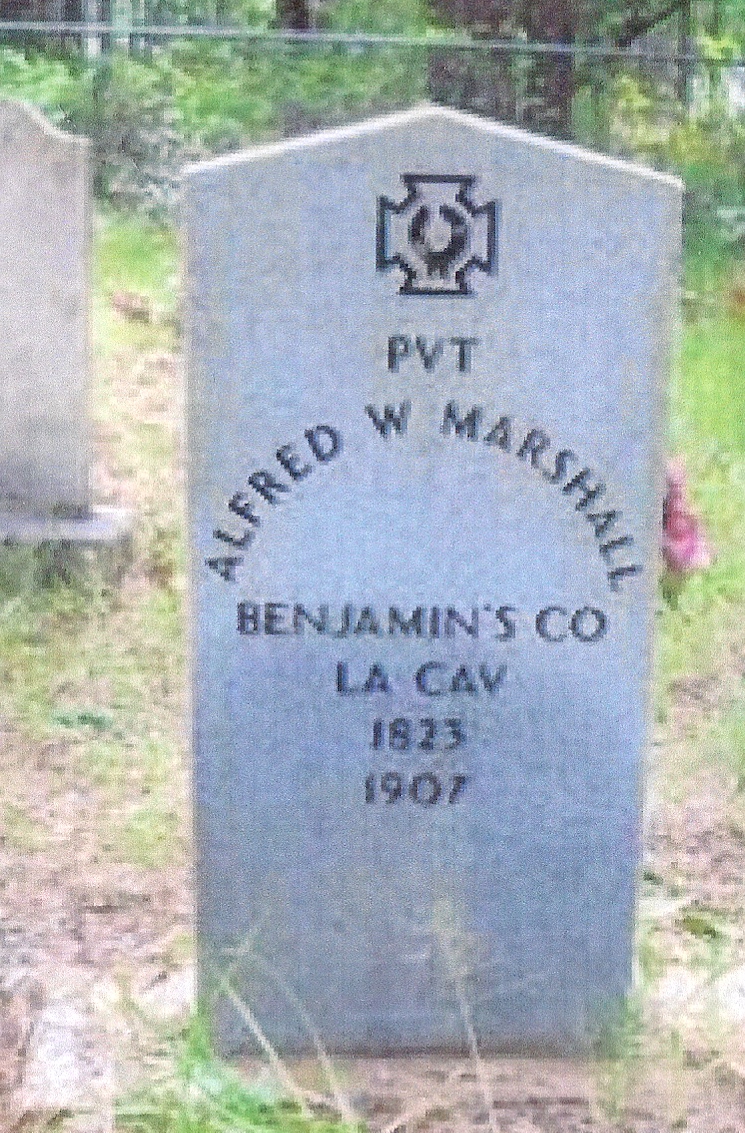 PVT
ALFRED W MARSHALL
BENJAMIN'S CO
LA CAV
1823
1907